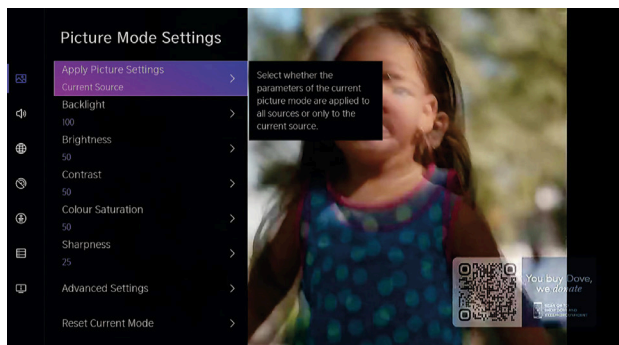 Picture Mode Settings
Apply Picture Settings
Current Source
Select whether the
parameters of the current
picture mode are applied to
all sources or only to the
current source.
Backlight
100
Brightness
50
Contrast
50
Colour Saturation
50
Sharpness
25
Advanced Settings
Reset Current Mode
You buy Dove,
we donate